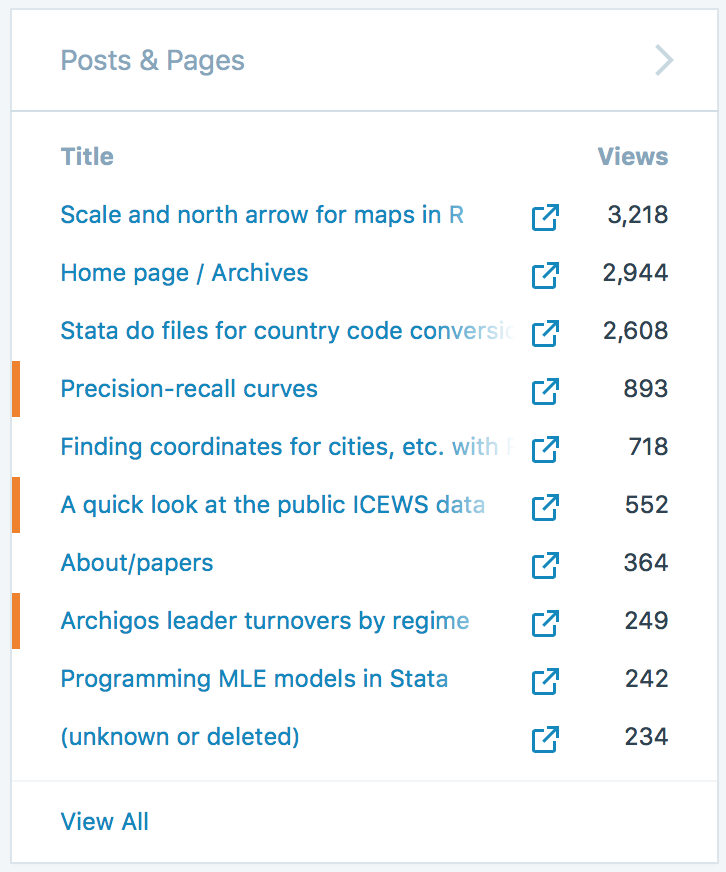 Posts & Pages
Title Views
Scale and north arrow for maps in R 3,218
Home page / Archives 2,944
Stata do files for country code conversio 2,608
Precision-recall curves 893
Finding coordinates for cities, etc. with 718
A quick look at the public ICEWS data 552
About/papers 364
Archigos leader turnovers by regime 249
Programming MLE models in Stata 242
(unknown or deleted) 234
View All